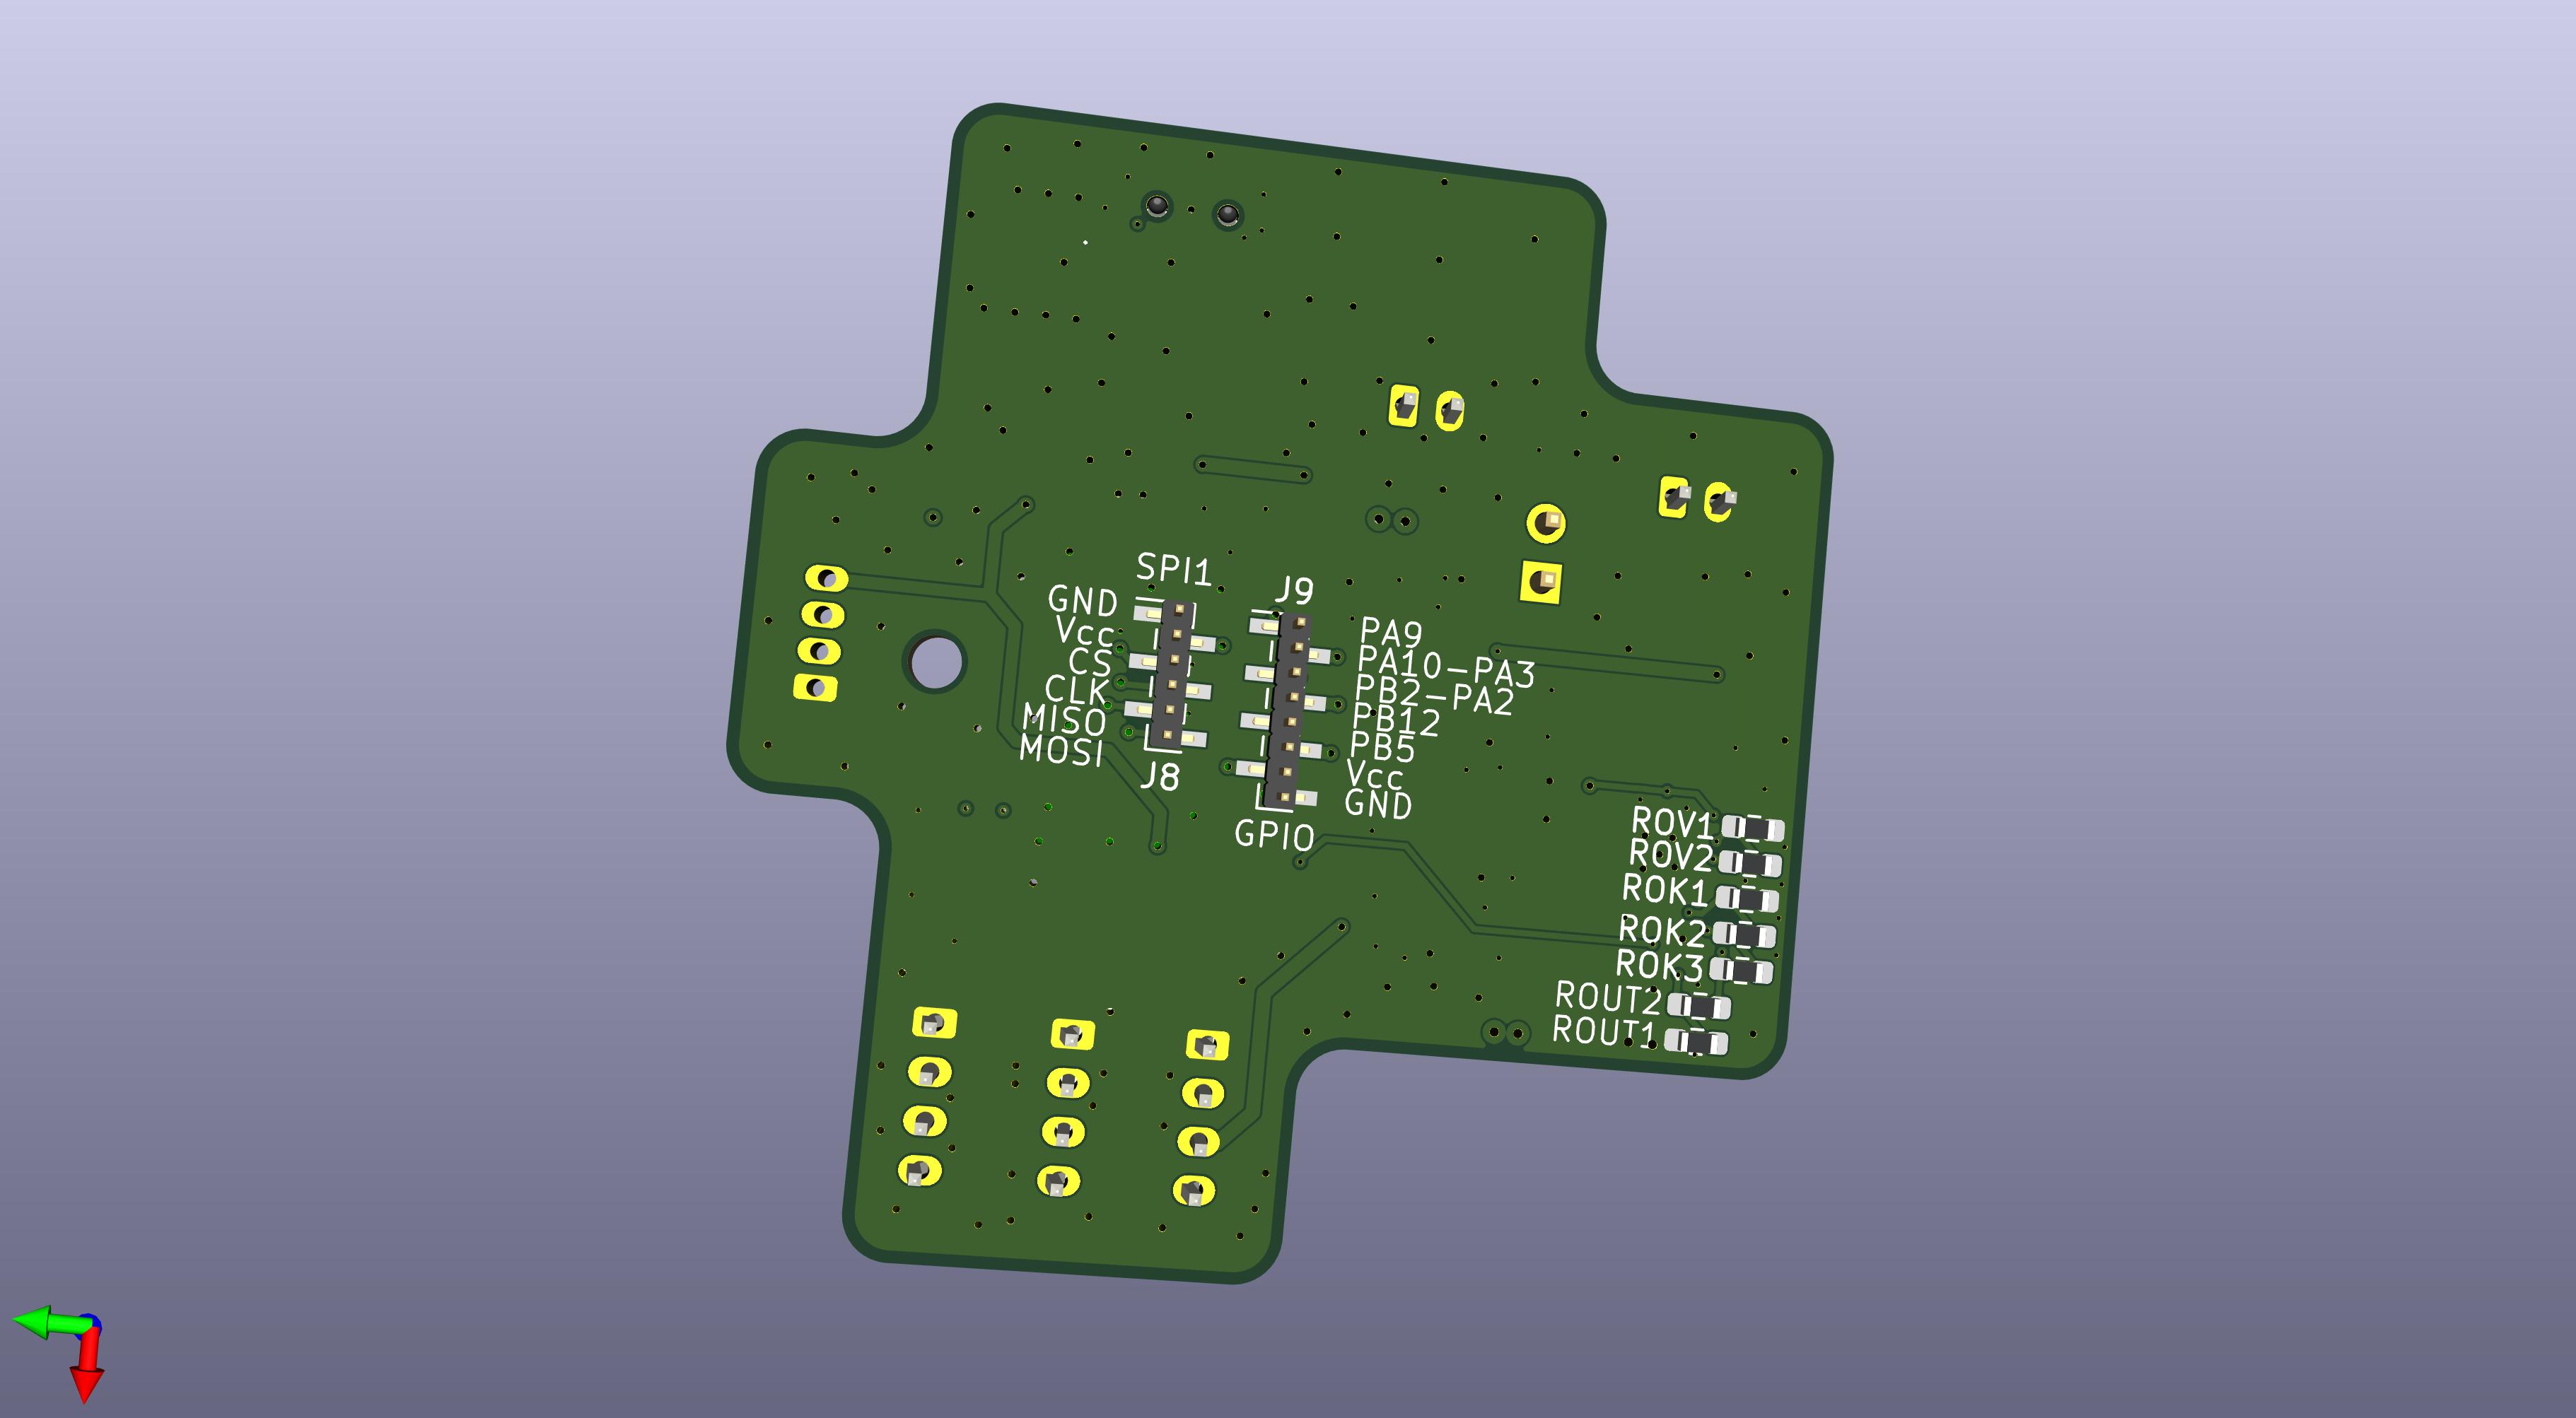 SPI1
GND
Vcc
CS
CLK
MISO
MOSI
J8
J9
PA9
PA10-PA3
PB2-PA2
PB12
PB5
Vcc
GND
GPIO
ROV1
ROV2
ROK1
ROK2
ROK3
ROUT2
ROUT1